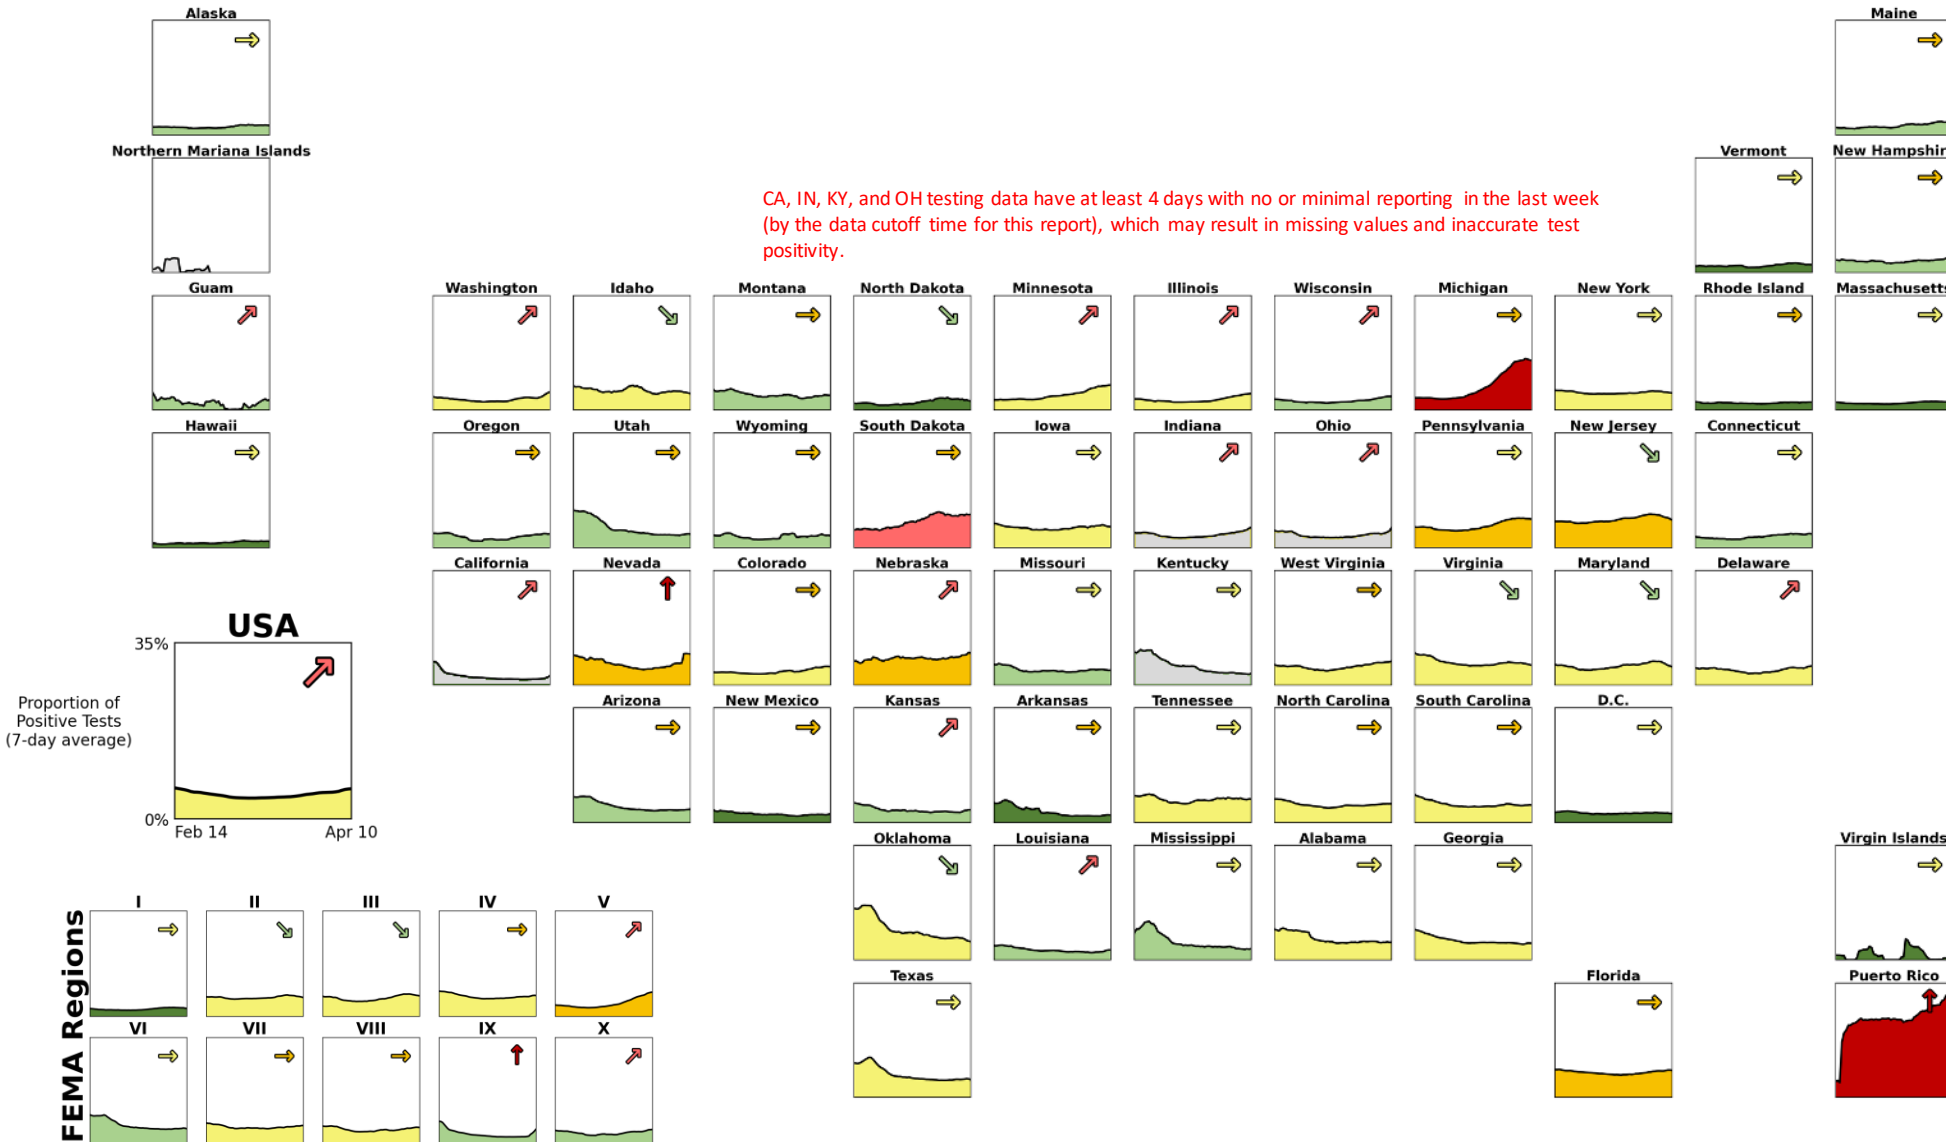 Alaska
Maine
Northern Mariana Islands
Vermont
New Hampshir
CA, IN, KY, and OH testing data have at least 4 days with no or minimal reporting in the last week
(by the data cutoff time for this report), which may result in missing values and inaccurate test
positivity.
Guam
Washington
Idaho
Montana
North Dakota
Minnesota
Illinois
Wisconsin
Michigan
New York
Rhode Island
Massachusetts
Hawaii
Oregon
Utah
Wyoming
South Dakota
Iowa
Indiana
Ohio
Pennsylvania
New Jersey
Connecticut
California
Nevada
Colorado
Nebraska
Missouri
Kentucky
West Virginia
Virginia
Maryland
Delaware
USA
35%
Proportion of
Positive Tests
(7-day average)
0%
Feb 14
Apr 10
Arizona
New Mexico
Kansas
Arkansas
Tennessee
North Carolina
South Carolina
D.C.
Oklahoma
Louisiana
Mississippi
Alabama
Georgia
Virgin Islands
Texas
Florida
Puerto Rico
FEMA Regions
I
II
III
IV
V
VI
VII
VIII
IX
X